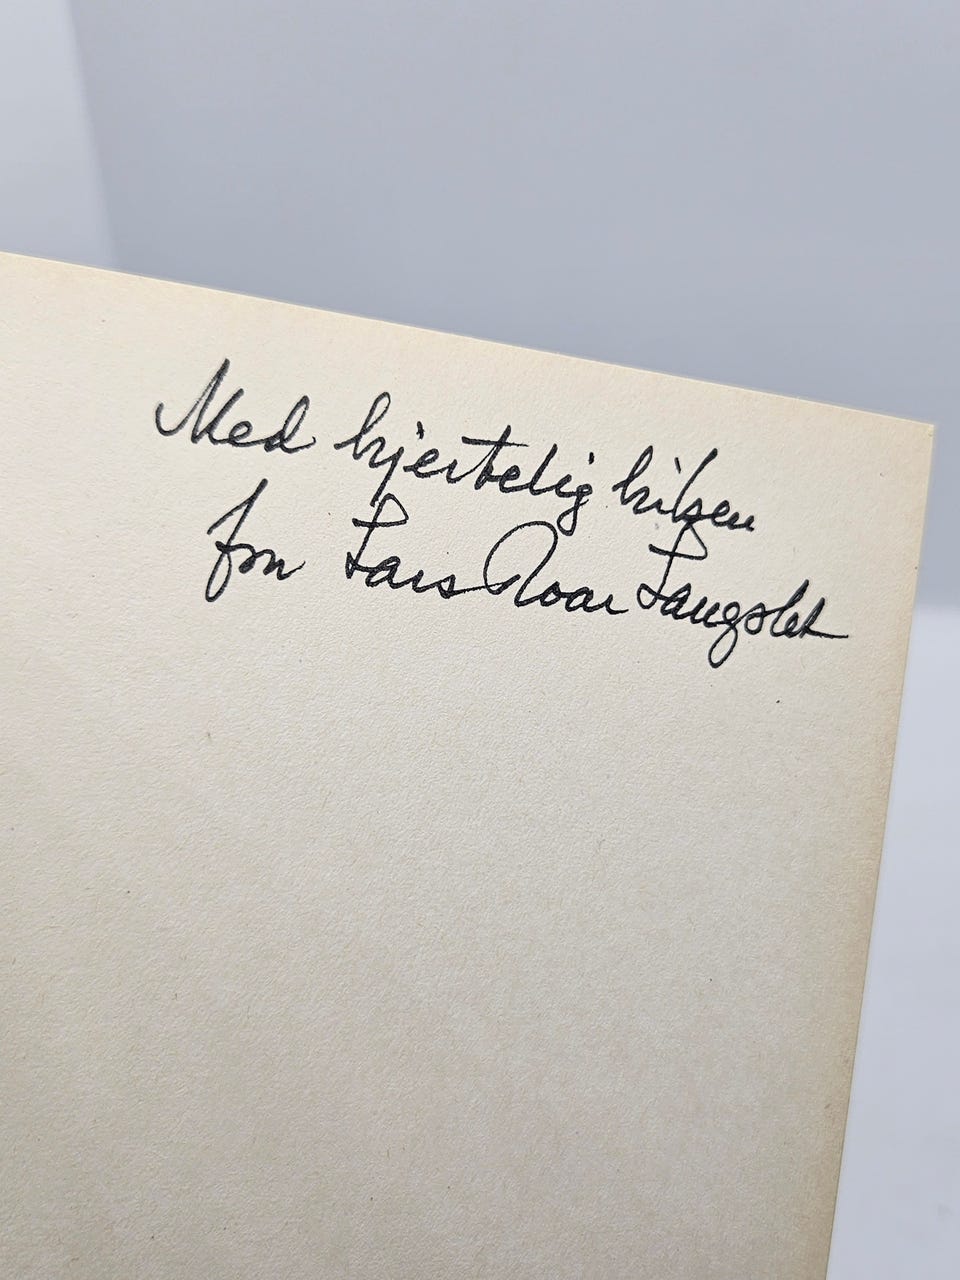 Med hjertelig hilsen
fra Lars Roar Langslet